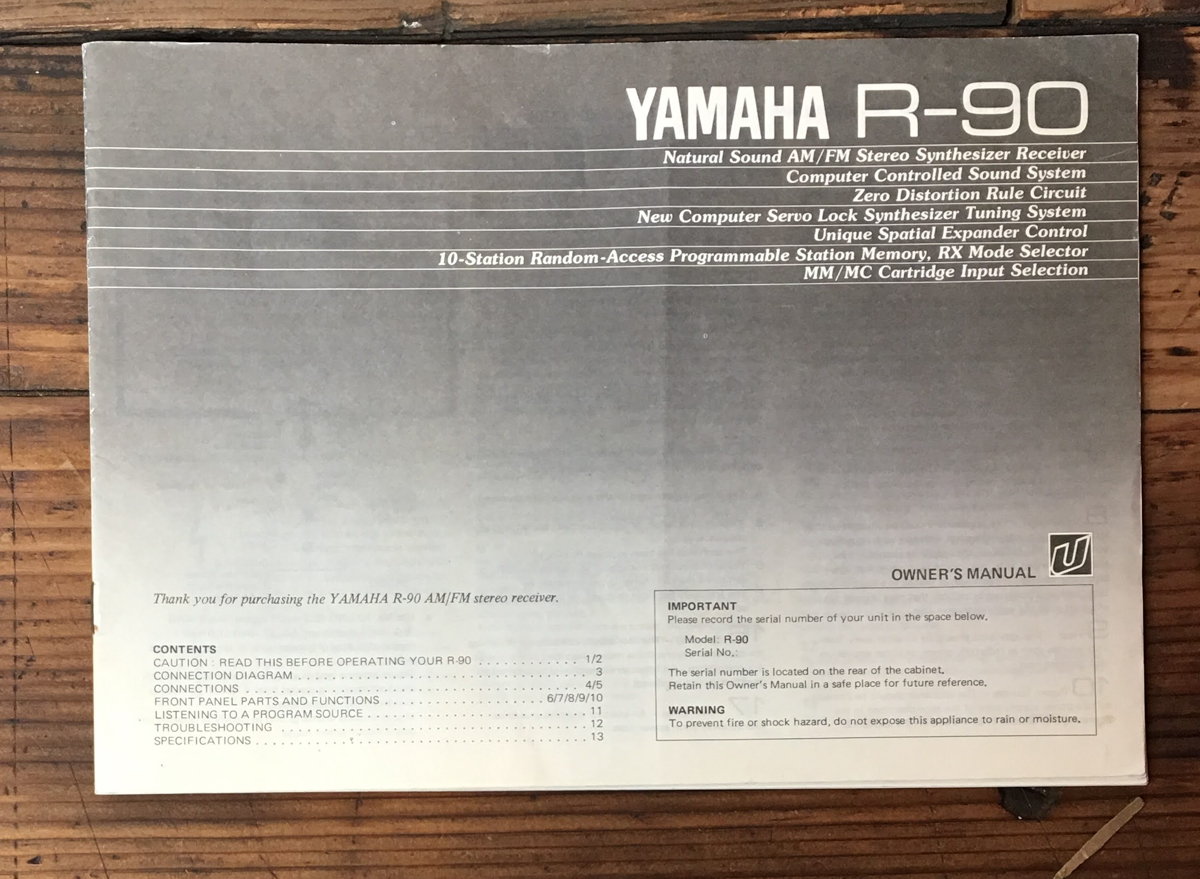 YAMAHA R-90
Natural Sound AM/FM Stereo Synthesizer Receiver
Computer Controlled Sound System
Zero Distortion Rule Circuit
New Computer Servo Lock Synthesizer Tuning System
Unique Spatial Expander Control
10-Station Random-Access Programmable Station Memory, RX Mode Selector
MM/MC Cartridge Input Selection
OWNER'S MANUAL U
Thank you for purchasing the YAMAHA R-90 AM/FM stereo receiver.
CONTENTS
CAUTION : READ THIS BEFORE OPERATING YOUR R-90 . . . . . . . . . . . . 1/2
CONNECTION DIAGRAM . . . . . . . . . . . . . . . . . . . . . . . . . . . . 3
CONNECTIONS . . . . . . . . . . . . . . . . . . . . . . . . . . . . . . . . 4/5
FRONT PANEL PARTS AND FUNCTIONS . . . . . . . . . . . . . . . . 6/7/8/9/10
LISTENING TO A PROGRAM SOURCE . . . . . . . . . . . . . . . . . . . . . 11
TROUBLESHOOTING . . . . . . . . . . . . . . . . . . . . . . . . . . . . . 12
SPECIFICATIONS . . . . . . . . . . . . . . . . . . . . . . . . . . . . . . . 13
IMPORTANT
Please record the serial number of your unit in the space below.
Model: R-90
Serial No.:
The serial number is located on the rear of the cabinet.
Retain this Owner's Manual in a safe place for future reference.
WARNING
To prevent fire or shock hazard, do not expose this appliance to rain or moisture.